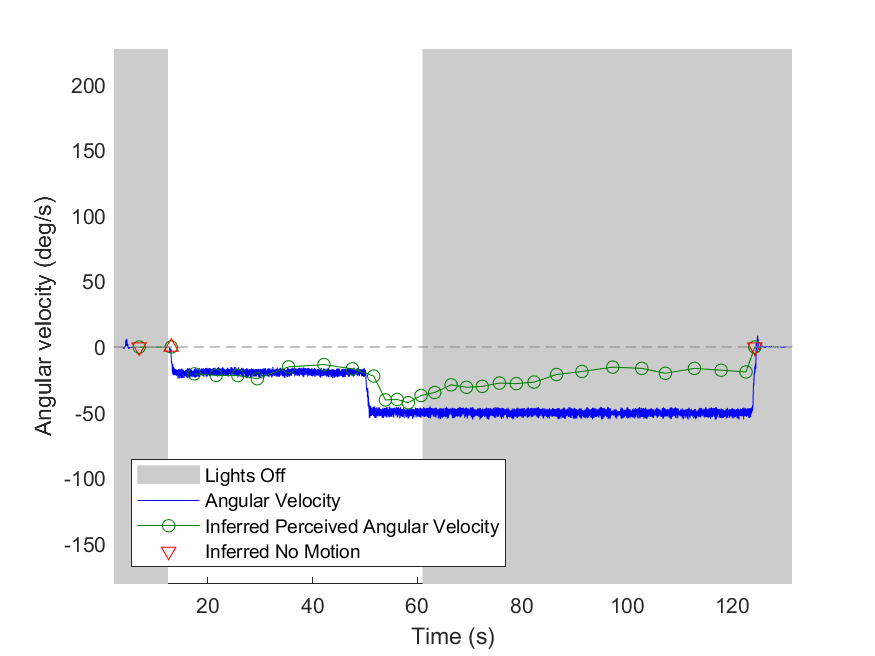 200
150
100
50
0
-50
-100
-150
Angular velocity (deg/s)
Lights Off
Angular Velocity
Inferred Perceived Angular Velocity
Inferred No Motion
20 40 60 80 100 120
Time (s)